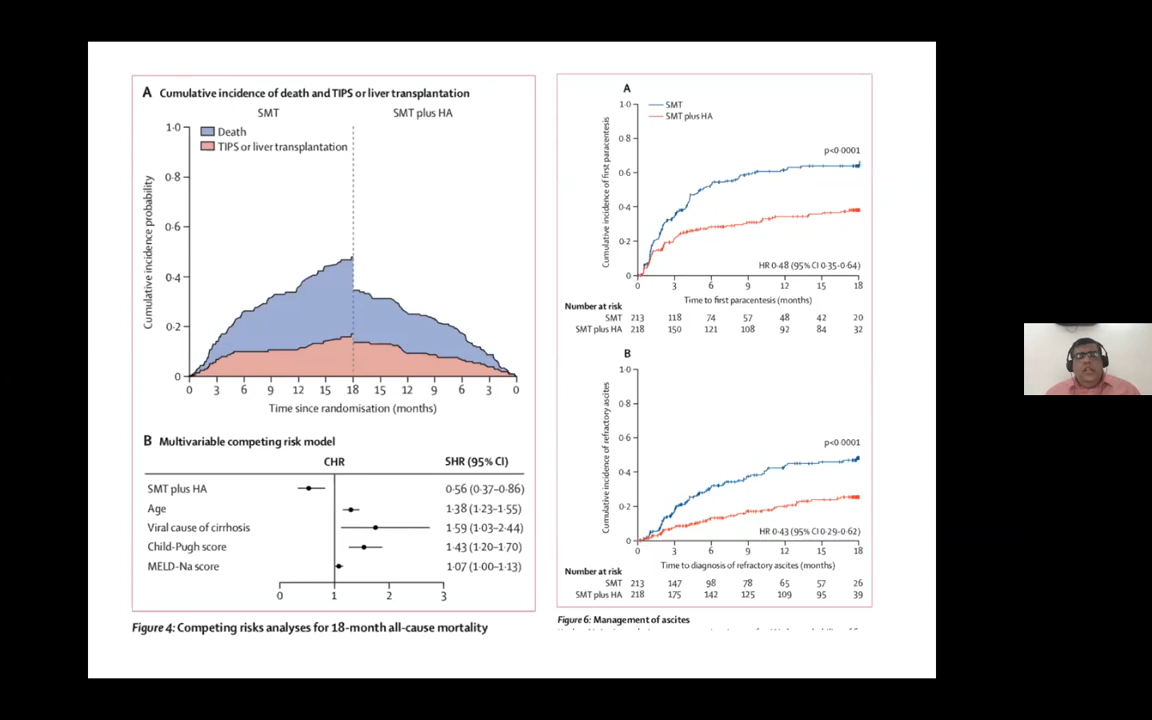 A Cumulative incidence of death and TIPS or liver transplantation
SMT SMT plus HA
Death
TIPS or liver transplantation
1·0
0·8
0·6
0·4
0·2
0
Cumulative incidence probability
0 3 6 9 12 15 18 15 12 9 6 3 0
Time since randomisation (months)
B Multivariable competing risk model
CHR SHR (95% CI)
SMT plus HA 0·56 (0·37–0·86)
Age 1·38 (1·23–1·55)
Viral cause of cirrhosis 1·59 (1·03–2·44)
Child-Pugh score 1·43 (1·20–1·70)
MELD-Na score 1·07 (1·00–1·13)
0 1 2 3
Figure 4: Competing risks analyses for 18-month all-cause mortality
A
SMT
SMT plus HA
1·0
0·8
0·6
0·4
0·2
0
Cumulative incidence of first paracentesis
p<0·0001
HR 0·48 (95% CI 0·35-0·64)
0 3 6 9 12 15 18
Time to first paracentesis (months)
Number at risk
SMT 213 118 74 57 48 42 20
SMT plus HA 218 150 121 108 92 84 32
B
1·0
0·8
0·6
0·4
0·2
0
Cumulative incidence of refractory ascites
p<0·0001
HR 0·43 (95% CI 0·29-0·62)
0 3 6 9 12 15 18
Time to diagnosis of refractory ascites (months)
Number at risk
SMT 213 147 98 78 65 57 26
SMT plus HA 218 175 142 125 109 95 39
Figure 6: Management of ascites